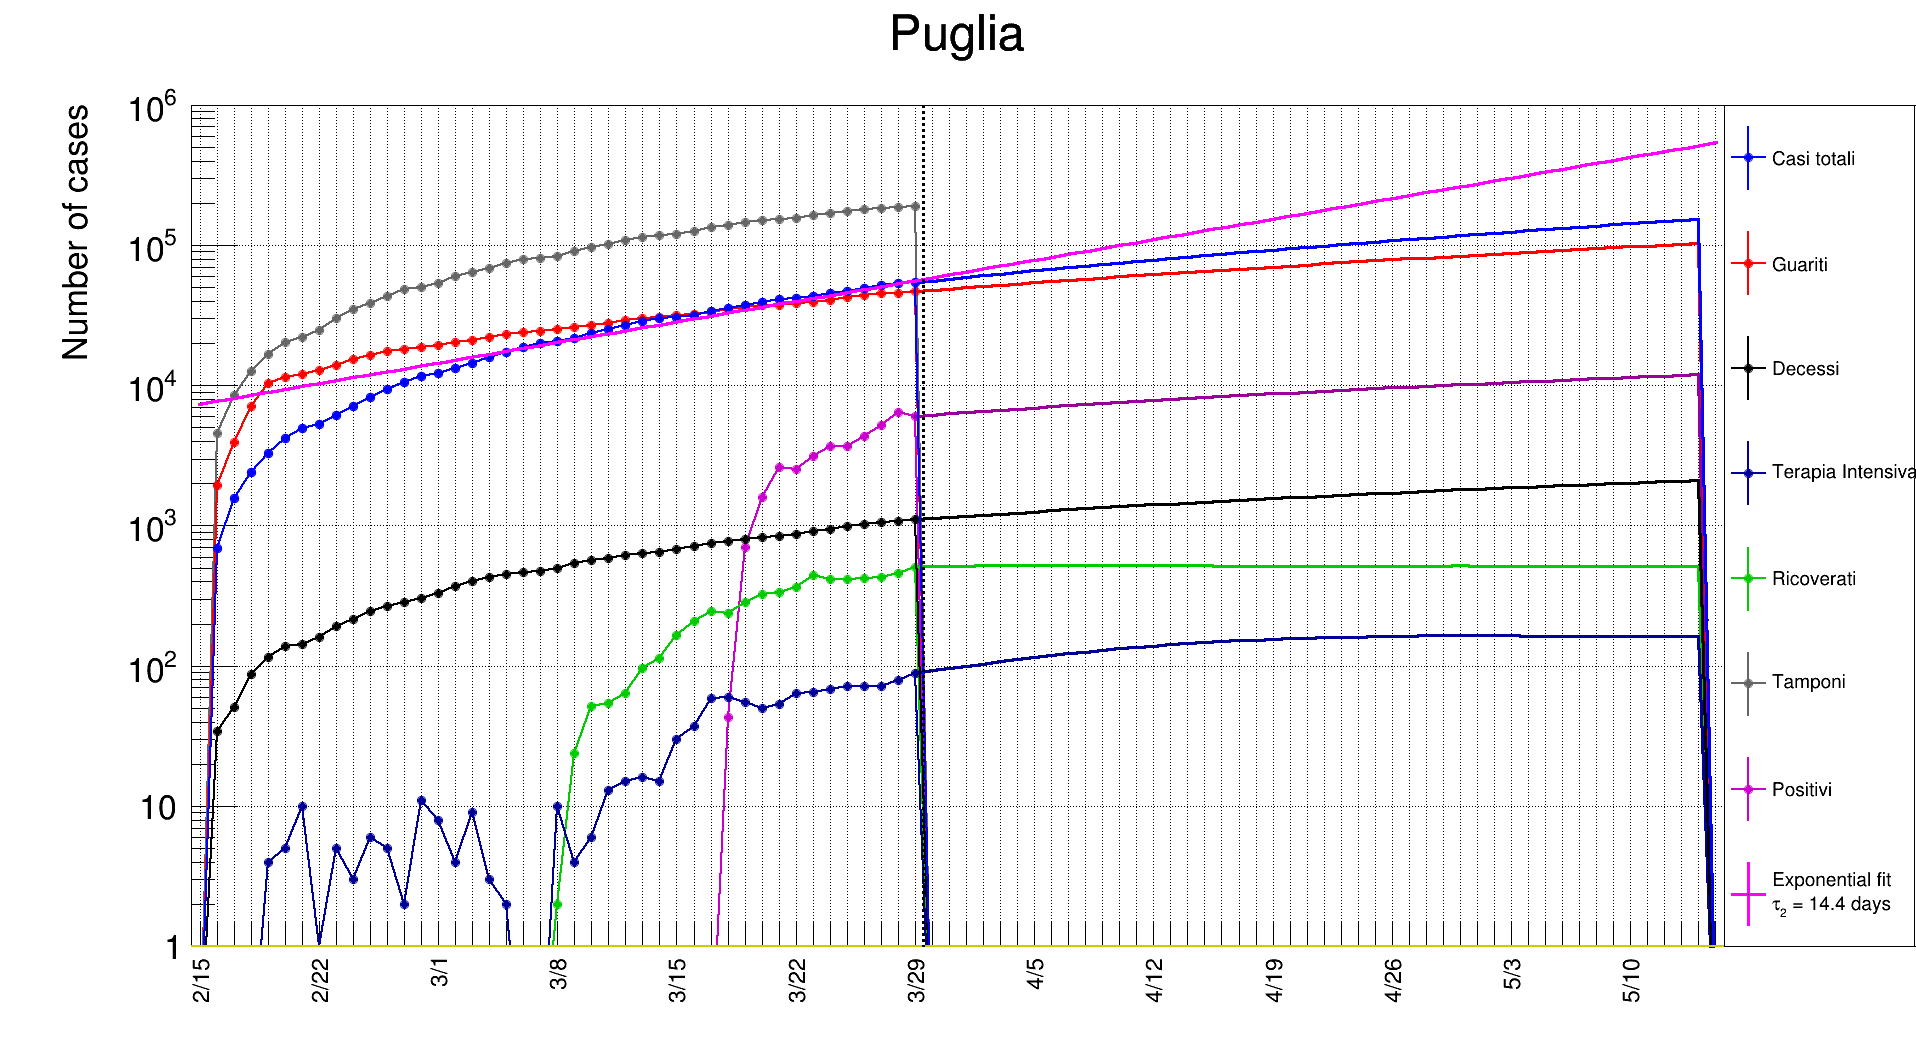 Puglia
Number of cases
10^6
10^5
10^4
10^3
10^2
10
1
2/15
2/22
3/1
3/8
3/15
3/22
3/29
4/5
4/12
4/19
4/26
5/3
5/10
Casi totali
Guariti
Decessi
Terapia Intensiva
Ricoverati
Tamponi
Positivi
Exponential fit
τ₂ = 14.4 days